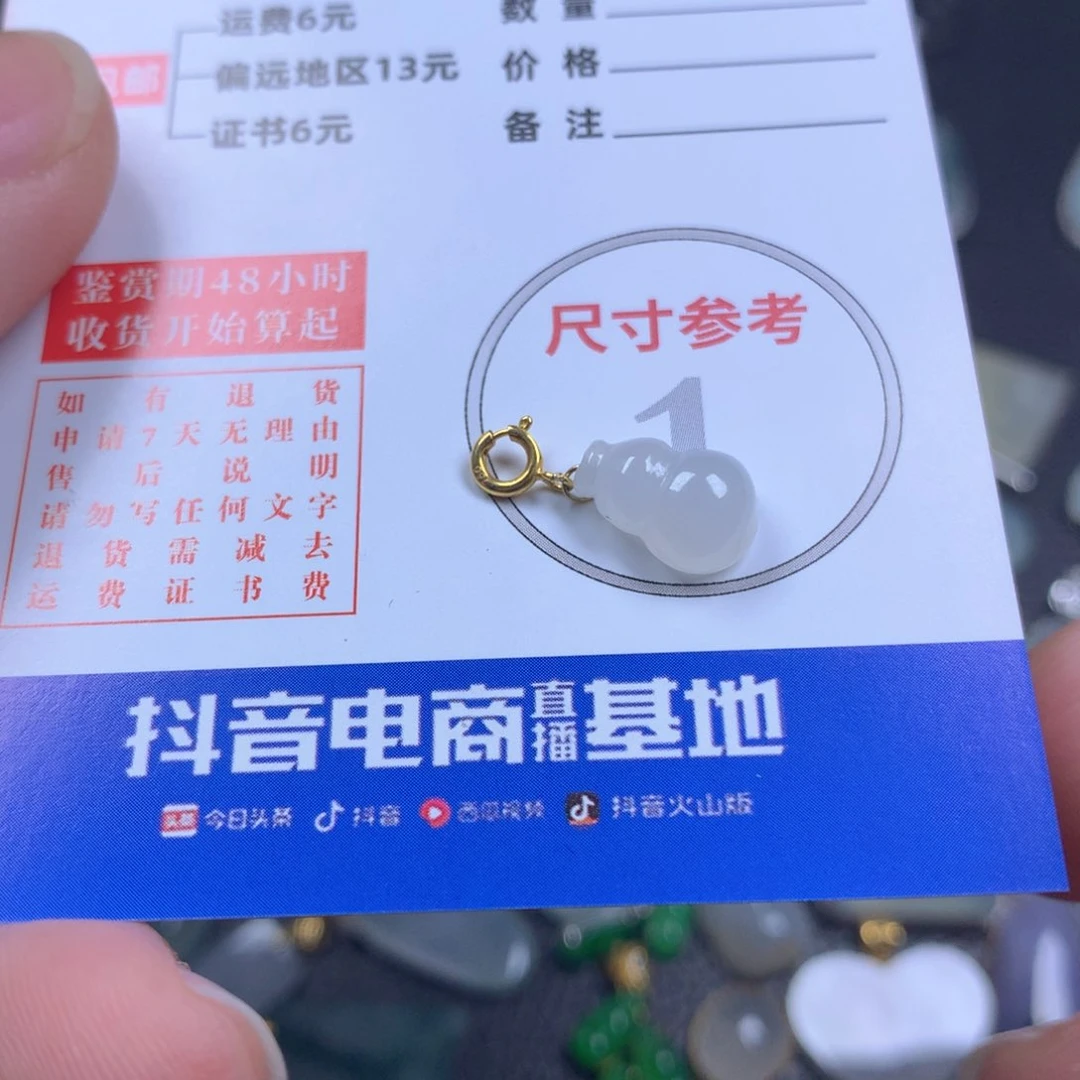 运费6元
数 量
邮
偏远地区13元
价 格
证书6元
备 注
鉴赏期48小时
收货开始算起
尺寸参考
1
如有退货
申请7天无理由
售后说明
请勿写任何文字
退货需减去
运费证书费
抖音电商直播基地
头条 今日头条 抖音 西瓜视频 抖音火山版